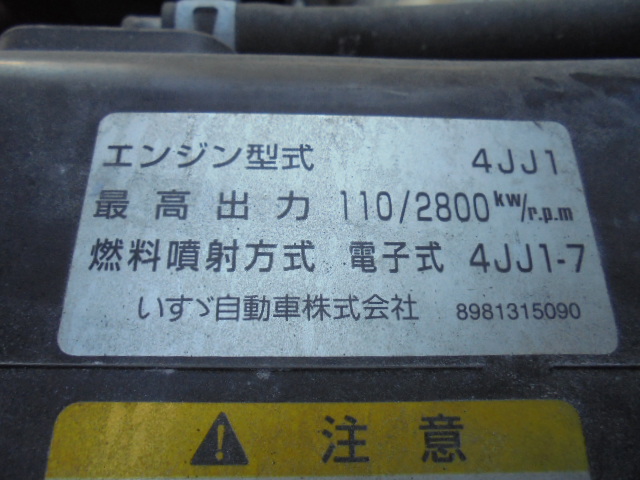 エンジン型式 4JJ1
最高出力 110/2800 kw/r.p.m
燃料噴射方式 電子式 4JJ1-7
いすゞ自動車株式会社 8981315090
注意